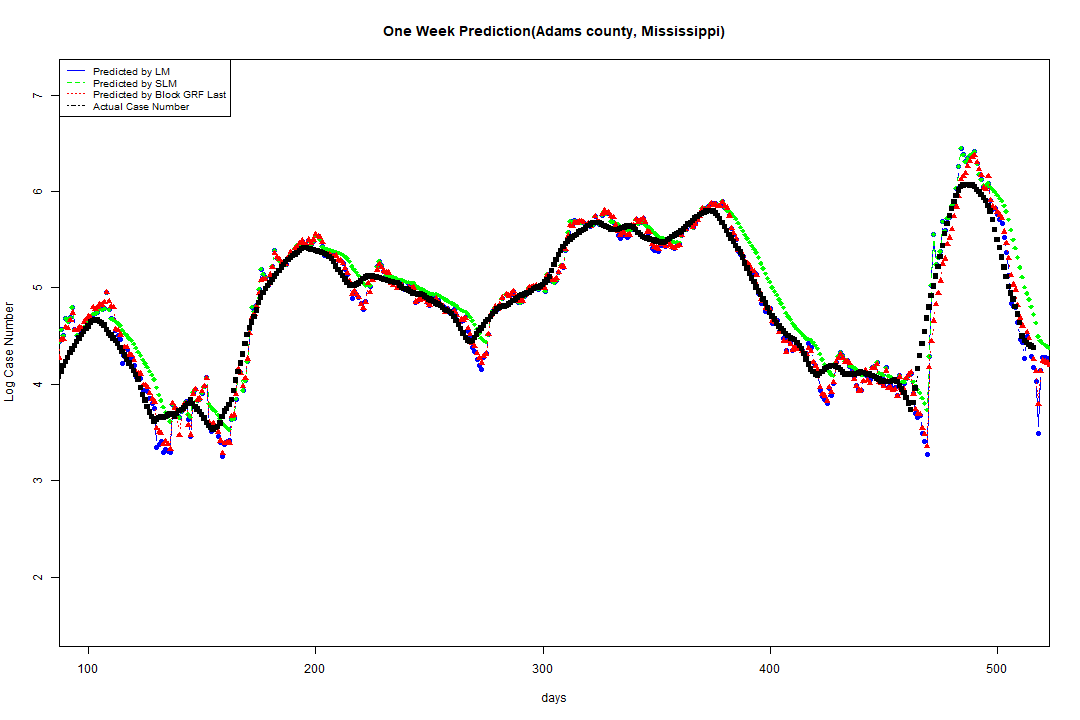 One Week Prediction(Adams county, Mississippi)
Predicted by LM
Predicted by SLM
Predicted by Block GRF Last
Actual Case Number
7
6
5
4
3
2
Log Case Number
100 200 300 400 500
days